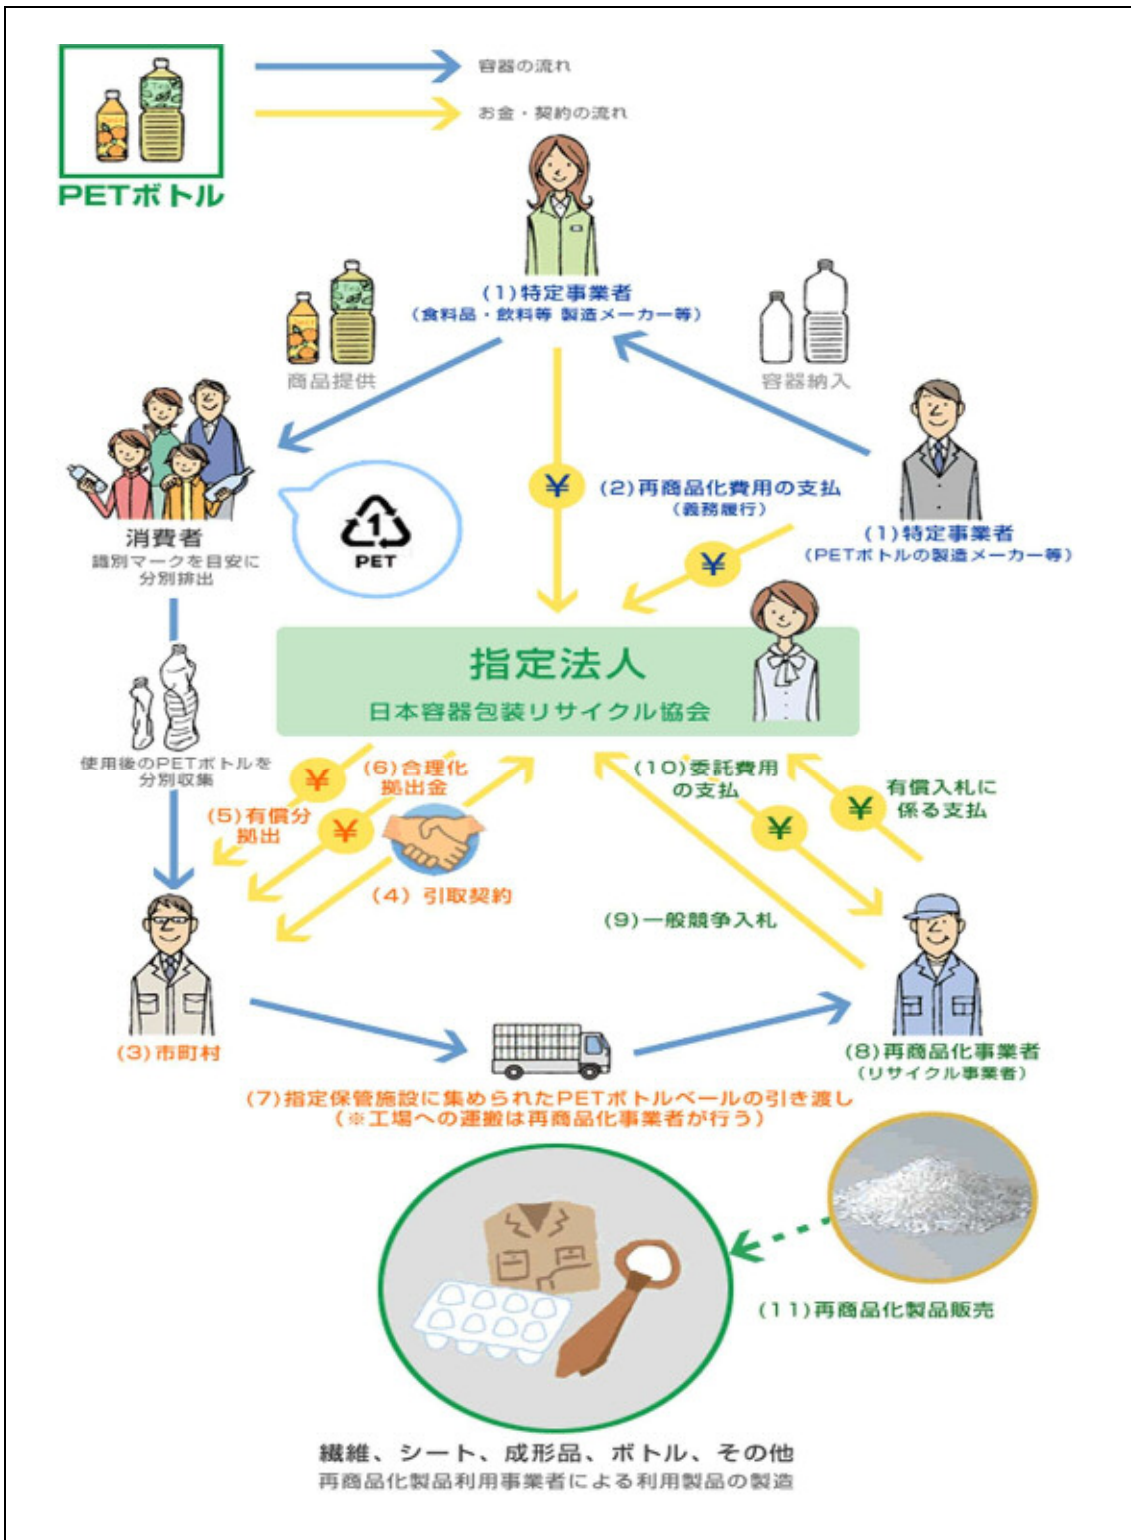 容器の流れ
お金・契約の流れ
PETボトル
(1)特定事業者
(食料品・飲料等 製造メーカー等)
商品提供
容器納入
(2)再商品化費用の支払
(義務履行)
(1)特定事業者
(PETボトルの製造メーカー等)
消費者
識別マークを目安に
分別排出
1
PET
¥
¥
指定法人
日本容器包装リサイクル協会
使用後のPETボトルを
分別収集
(5)有償分
拠出
¥
(6)合理化
拠出金
¥
(4) 引取契約
(10)委託費用
の支払
¥
有償入札に
係る支払
¥
(9)一般競争入札
(3)市町村
(8)再商品化事業者
(リサイクル事業者)
(7)指定保管施設に集められたPETボトルベールの引き渡し
(※工場への運搬は再商品化事業者が行う)
(11)再商品化製品販売
繊維、シート、成形品、ボトル、その他
再商品化製品利用事業者による利用製品の製造